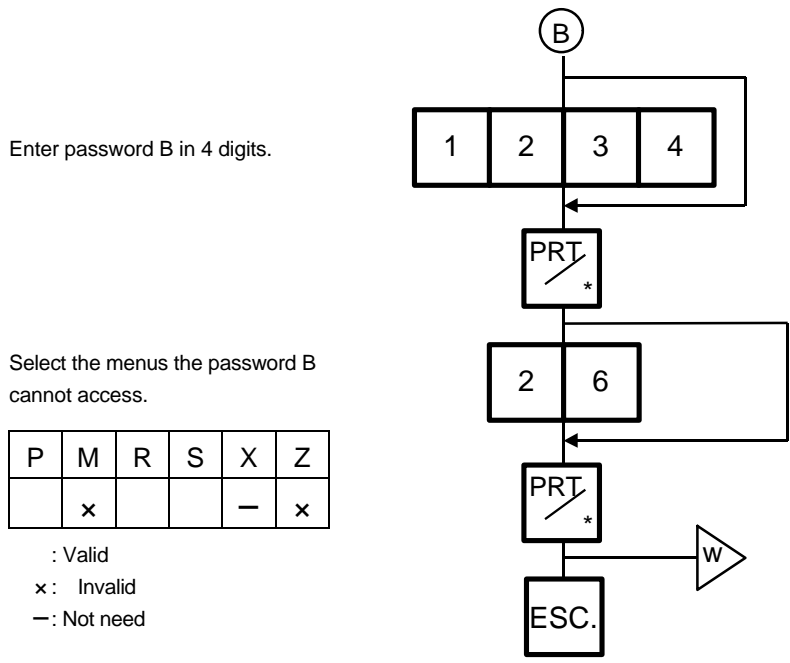 B
Enter password B in 4 digits.
1 2 3 4
PRT
*
Select the menus the password B
cannot access.
2 6
P M R S X Z
× − ×
PRT
*
: Valid
×: Invalid
−: Not need
W
ESC.